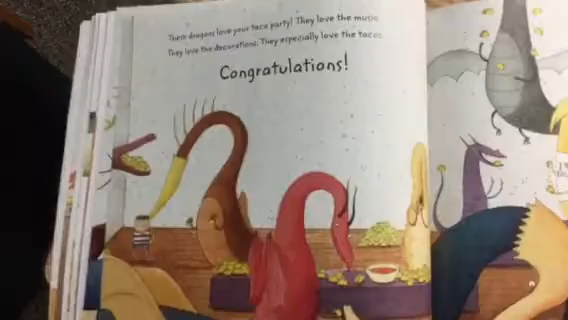 These dragons love your taco party! They love the music.
They love the decorations. They especially love the tacos.
Congratulations!